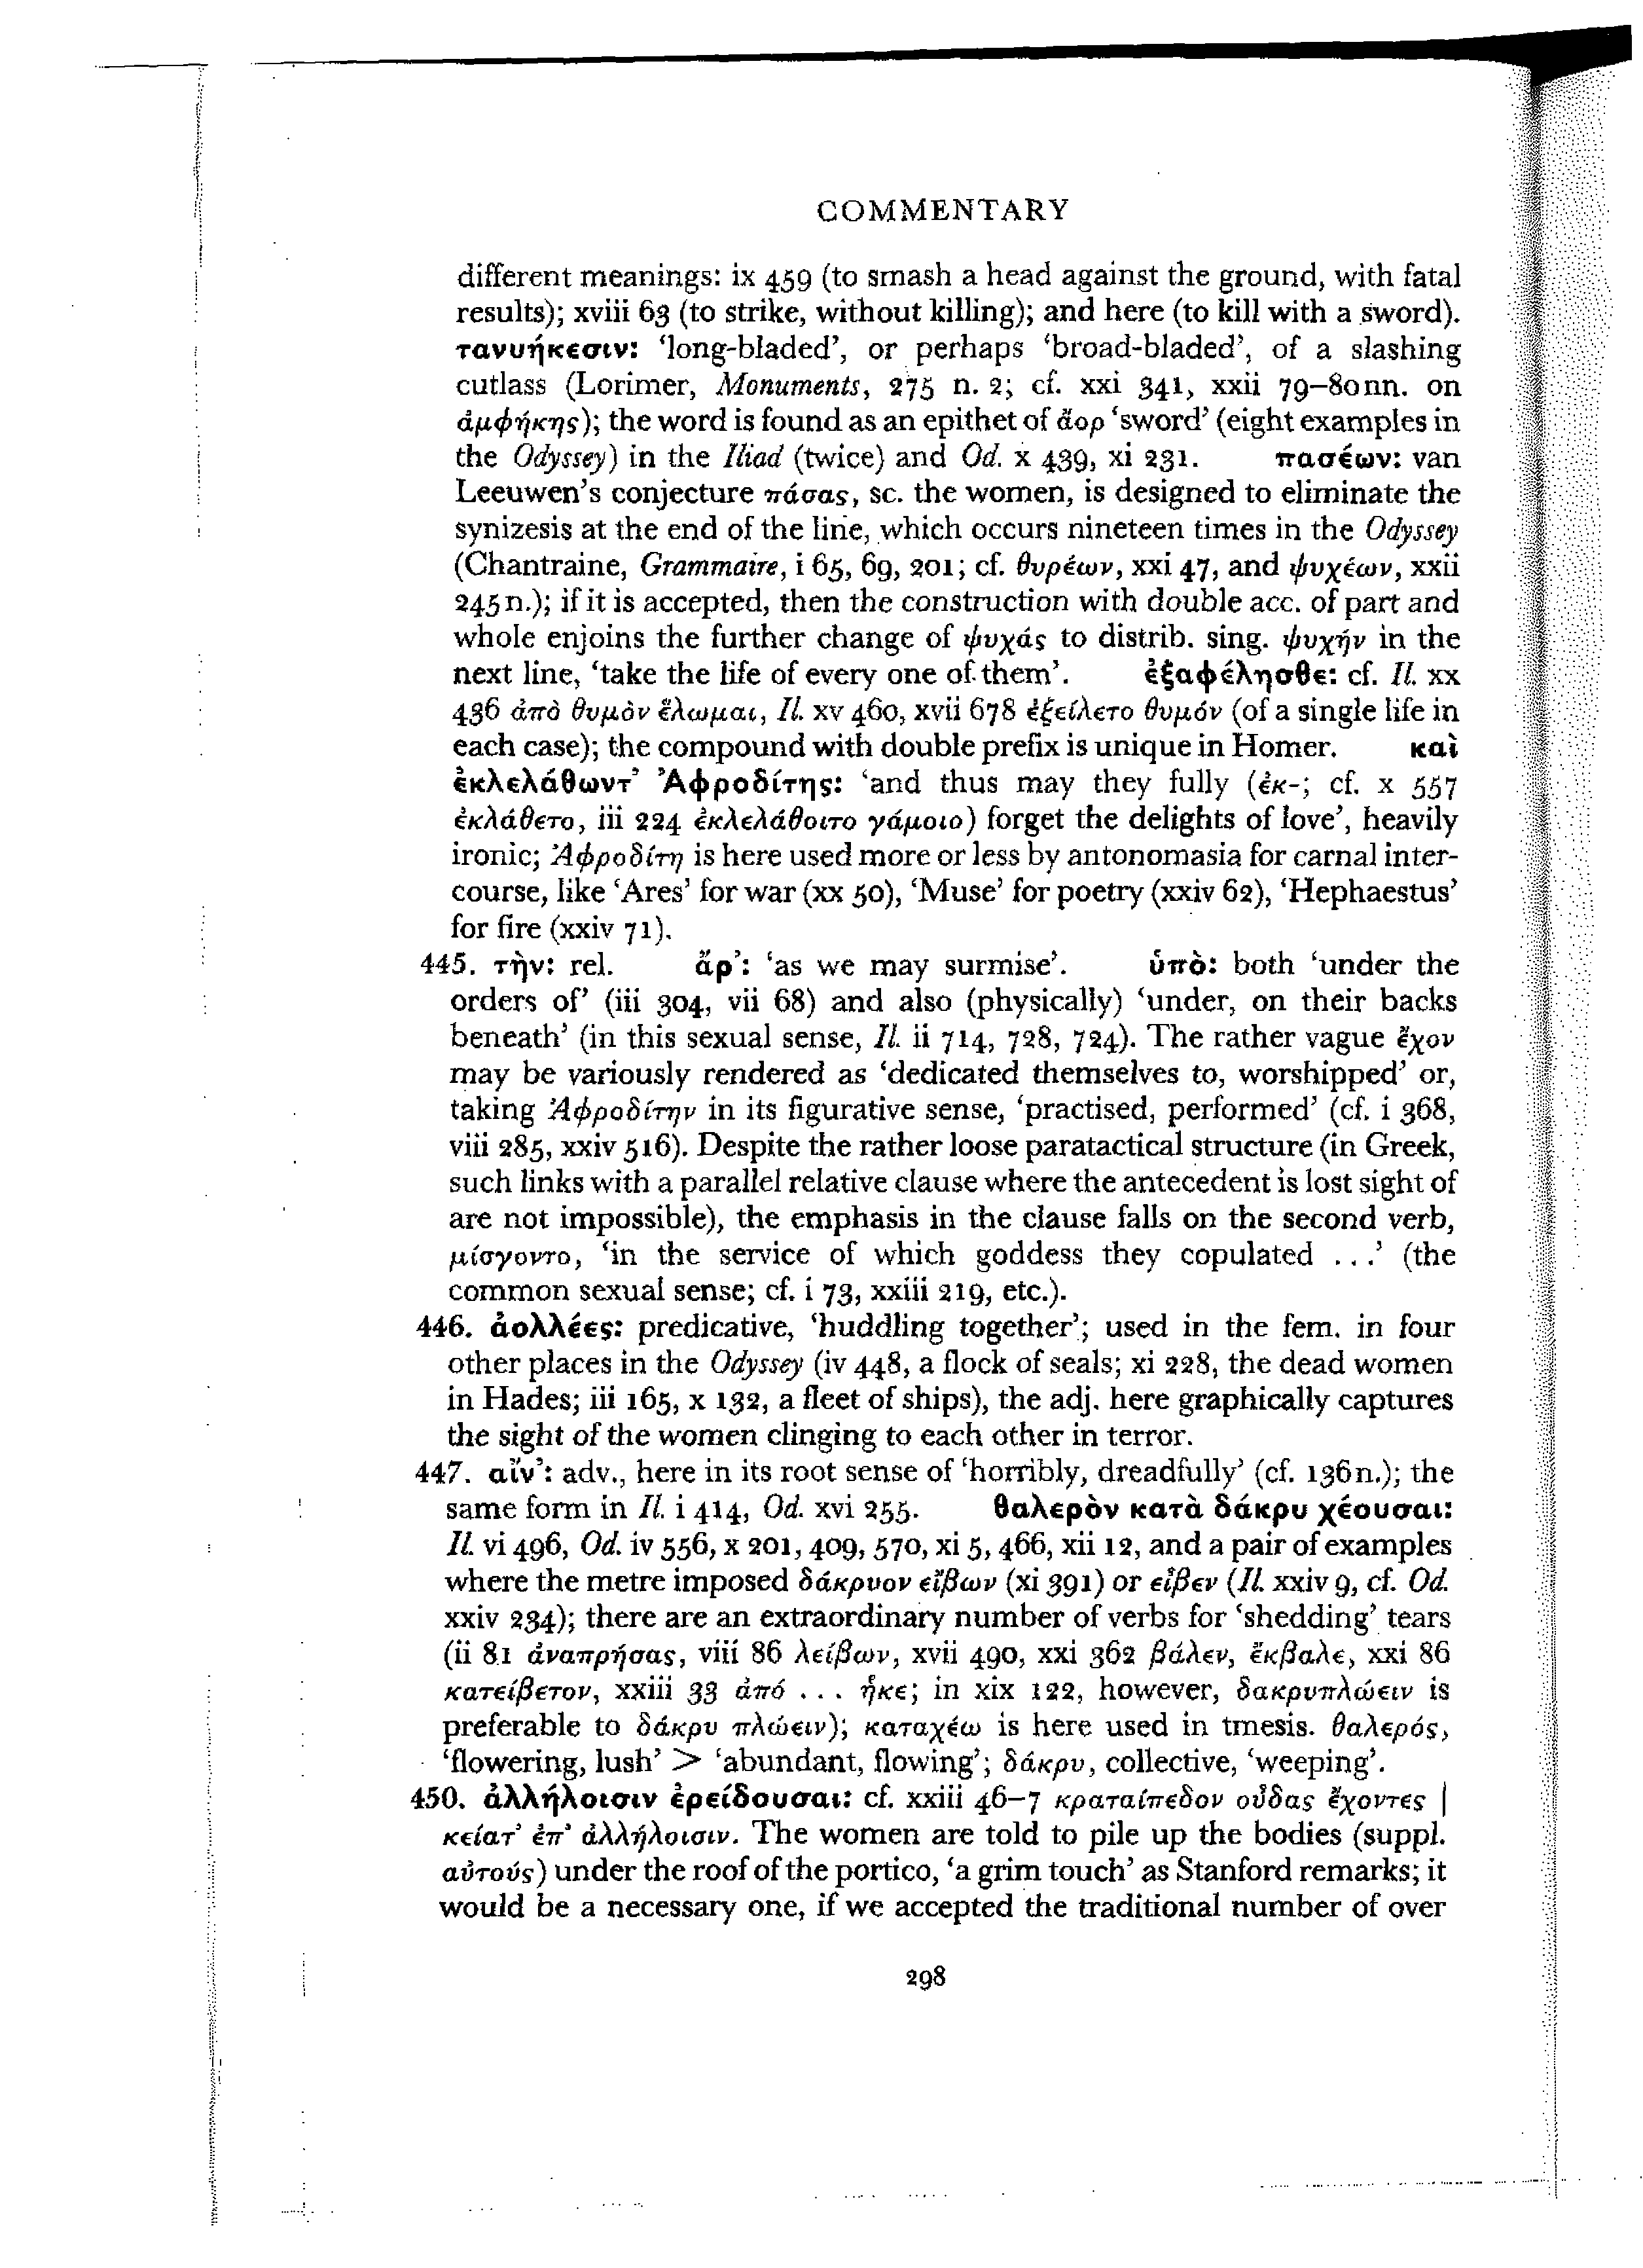 COMMENTARY
different meanings: ix 459 (to smash a head against the ground, with fatal
results); xviii 63 (to strike, without killing); and here (to kill with a sword).
τανυήκεσιν: ‘long-bladed’, or perhaps ‘broad-bladed’, of a slashing
cutlass (Lorimer, Monuments, 275 n. 2; cf. xxi 341, xxii 79–80nn. on
ἀμφήκης); the word is found as an epithet of ἄορ ‘sword’ (eight examples in
the Odyssey) in the Iliad (twice) and Od. x 439, xi 231. πασέων: van
Leeuwen’s conjecture πάσας, sc. the women, is designed to eliminate the
synizesis at the end of the line, which occurs nineteen times in the Odyssey
(Chantraine, Grammaire, i 65, 69, 201; cf. θυρέων, xxi 47, and ψυχέων, xxii
245n.); if it is accepted, then the construction with double acc. of part and
whole enjoins the further change of ψυχάς to distrib. sing. ψυχήν in the
next line, ‘take the life of every one of them’. ἐξαφέλησθε: cf. Il. xx
436 ἀπὸ θυμὸν ἕλωμαι, Il. xv 460, xvii 678 ἐξείλετο θυμόν (of a single life in
each case); the compound with double prefix is unique in Homer. καὶ
ἐκλελάθωντ’ Ἀφροδίτης: ‘and thus may they fully (ἐκ-; cf. x 557
ἐκλάθετο, iii 224 ἐκλελάθοιτο γάμοιο) forget the delights of love’, heavily
ironic; Ἀφροδίτη is here used more or less by antonomasia for carnal inter-
course, like ‘Ares’ for war (xx 50), ‘Muse’ for poetry (xxiv 62), ‘Hephaestus’
for fire (xxiv 71).
445. τὴν: rel. ἄρ’: ‘as we may surmise’. ὑπὸ: both ‘under the
orders of’ (iii 304, vii 68) and also (physically) ‘under, on their backs
beneath’ (in this sexual sense, Il. ii 714, 728, 724). The rather vague ἔχον
may be variously rendered as ‘dedicated themselves to, worshipped’ or,
taking Ἀφροδίτην in its figurative sense, ‘practised, performed’ (cf. i 368,
viii 285, xxiv 516). Despite the rather loose paratactical structure (in Greek,
such links with a parallel relative clause where the antecedent is lost sight of
are not impossible), the emphasis in the clause falls on the second verb,
μίσγοντο, ‘in the service of which goddess they copulated ...’ (the
common sexual sense; cf. i 73, xxiii 219, etc.).
446. ἀολλέες: predicative, ‘huddling together’; used in the fem. in four
other places in the Odyssey (iv 448, a flock of seals; xi 228, the dead women
in Hades; iii 165, x 132, a fleet of ships), the adj. here graphically captures
the sight of the women clinging to each other in terror.
447. αἴν’: adv., here in its root sense of ‘horribly, dreadfully’ (cf. 136n.); the
same form in Il. i 414, Od. xvi 255. θαλερὸν κατὰ δάκρυ χέουσαι:
Il. vi 496, Od. iv 556, x 201, 409, 570, xi 5, 466, xii 12, and a pair of examples
where the metre imposed δάκρυον εἴβων (xi 391) or εἶβεν (Il. xxiv 9, cf. Od.
xxiv 234); there are an extraordinary number of verbs for ‘shedding’ tears
(ii 81 ἀναπρήσας, viii 86 λείβων, xvii 490, xxi 362 βάλεν, ἔκβαλε, xxi 86
κατείβετον, xxiii 33 ἀπό ... ἧκε; in xix 122, however, δακρυπλώειν is
preferable to δάκρυ πλώειν); καταχέω is here used in tmesis. θαλερός,
‘flowering, lush’ > ‘abundant, flowing’; δάκρυ, collective, ‘weeping’.
450. ἀλλήλοισιν ἐρείδουσαι: cf. xxiii 46–7 κραταίπεδον οὖδας ἔχοντες |
κείατ’ ἐπ’ ἀλλήλοισιν. The women are told to pile up the bodies (suppl.
αὐτούς) under the roof of the portico, ‘a grim touch’ as Stanford remarks; it
would be a necessary one, if we accepted the traditional number of over
298